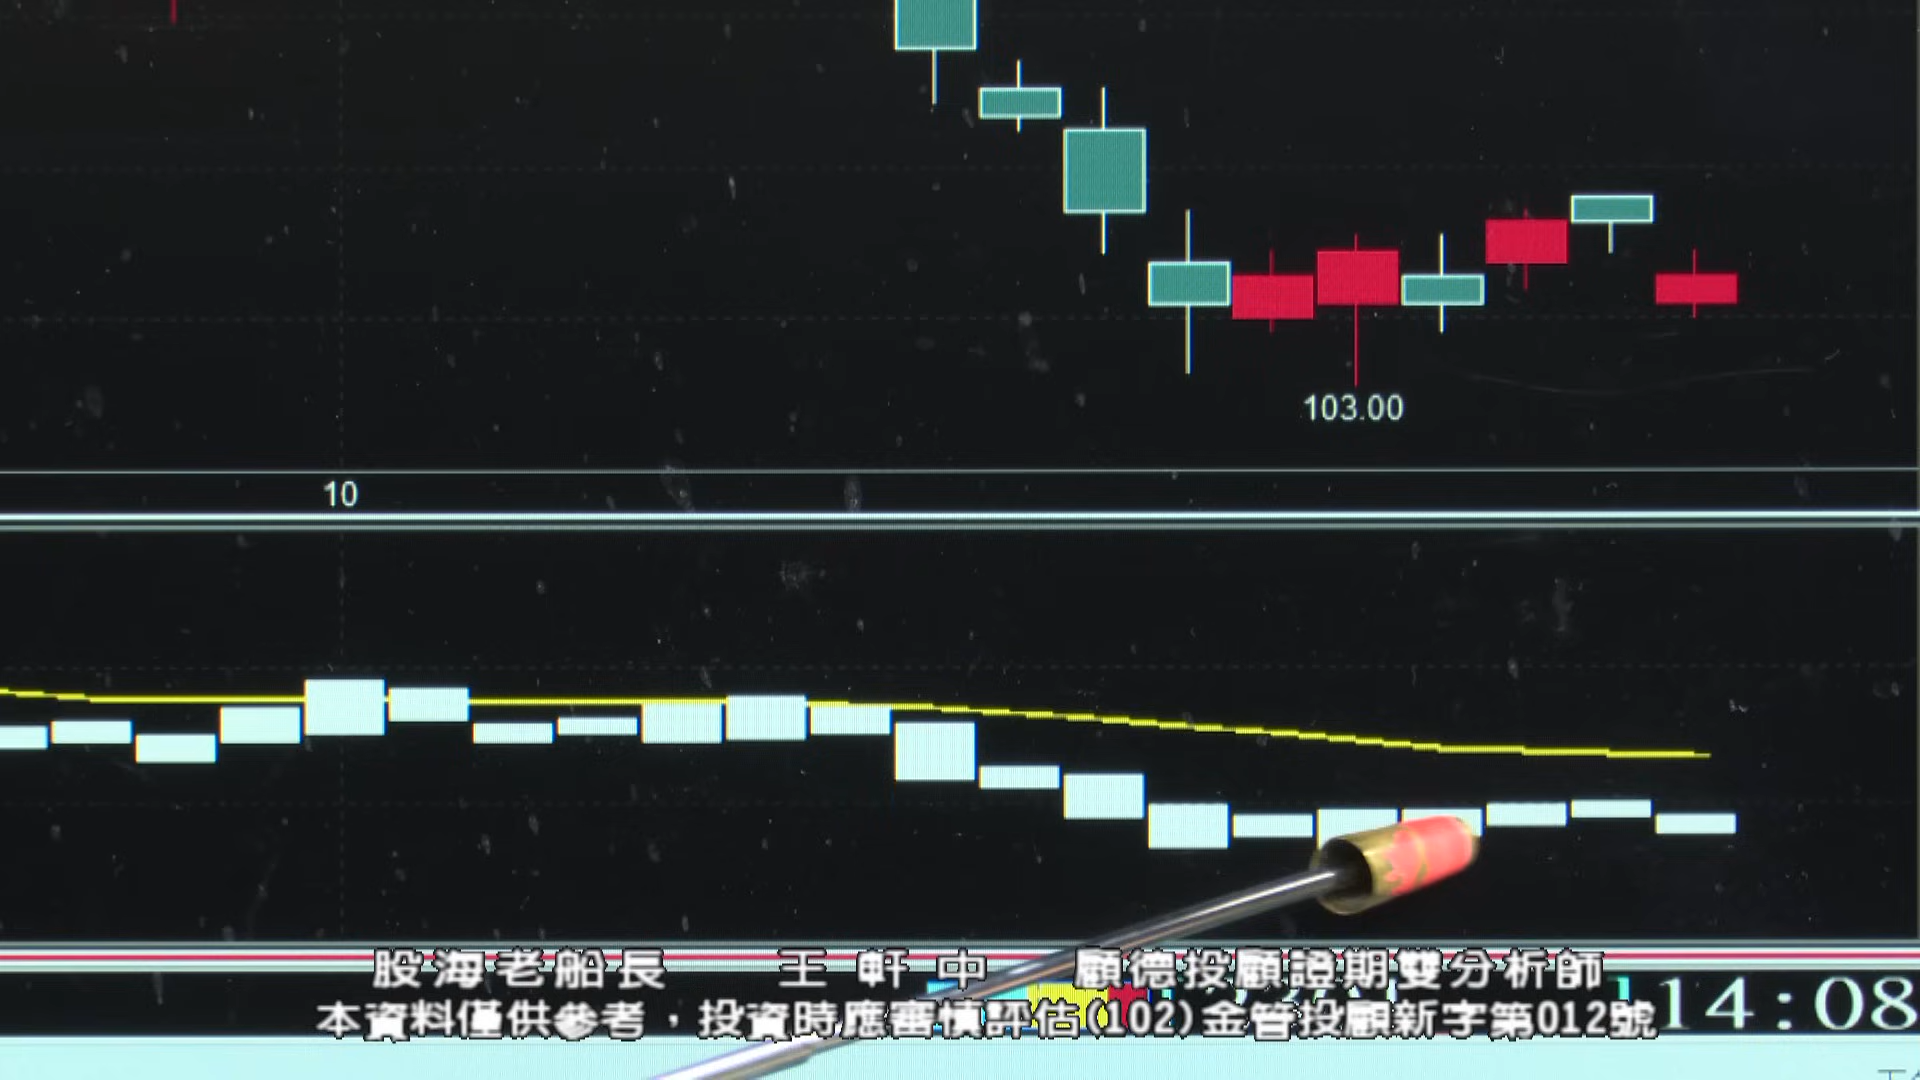 103.00
10
股海老船長 王軒中 顧德投顧證期雙分析師
本資料僅供參考，投資時應審慎評估(102)金管投顧新字第012號
14:08